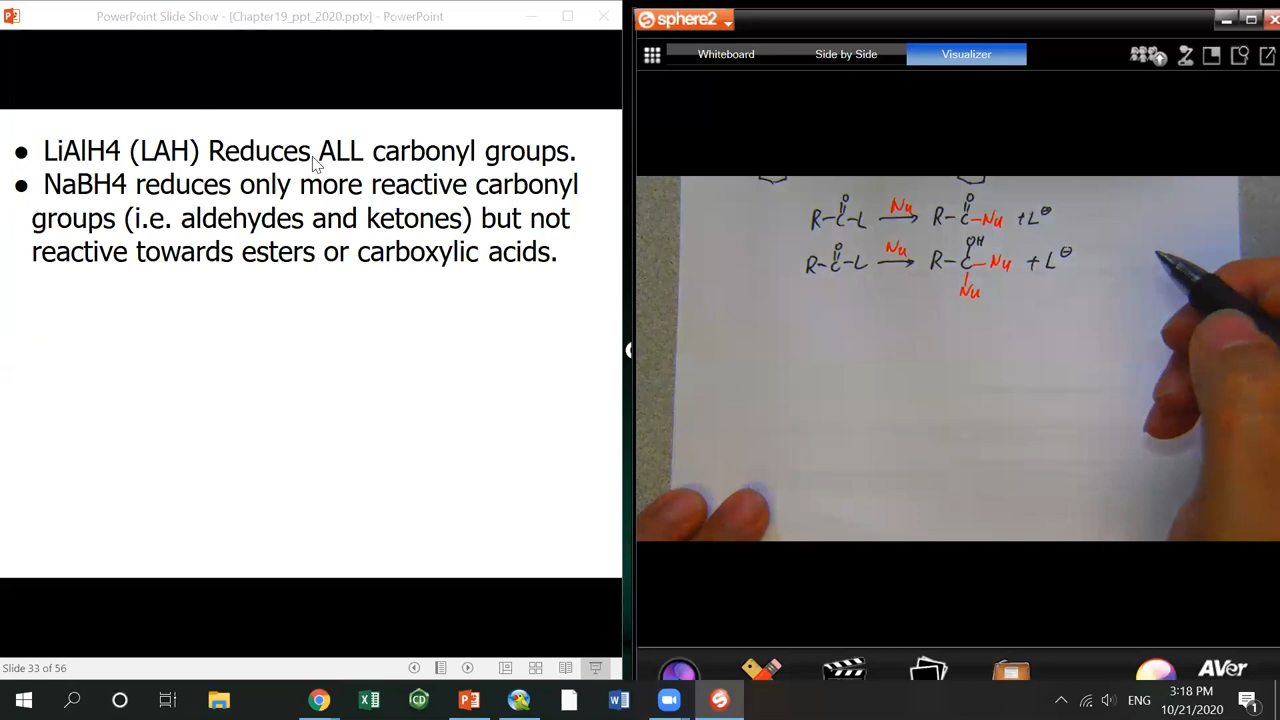 PowerPoint Slide Show - [Chapter19_ppt_2020.pptx] - PowerPoint
● LiAlH4 (LAH) Reduces ALL carbonyl groups.
● NaBH4 reduces only more reactive carbonyl
groups (i.e. aldehydes and ketones) but not
reactive towards esters or carboxylic acids.
Slide 33 of 56
sphere2
Whiteboard Side by Side Visualizer
O Nu O
R-C-L → R-C-Nu + L⊖
O Nu OH
R-C-L → R-C-Nu + L⊖
Nu
AVer
ENG 3:18 PM
10/21/2020
1